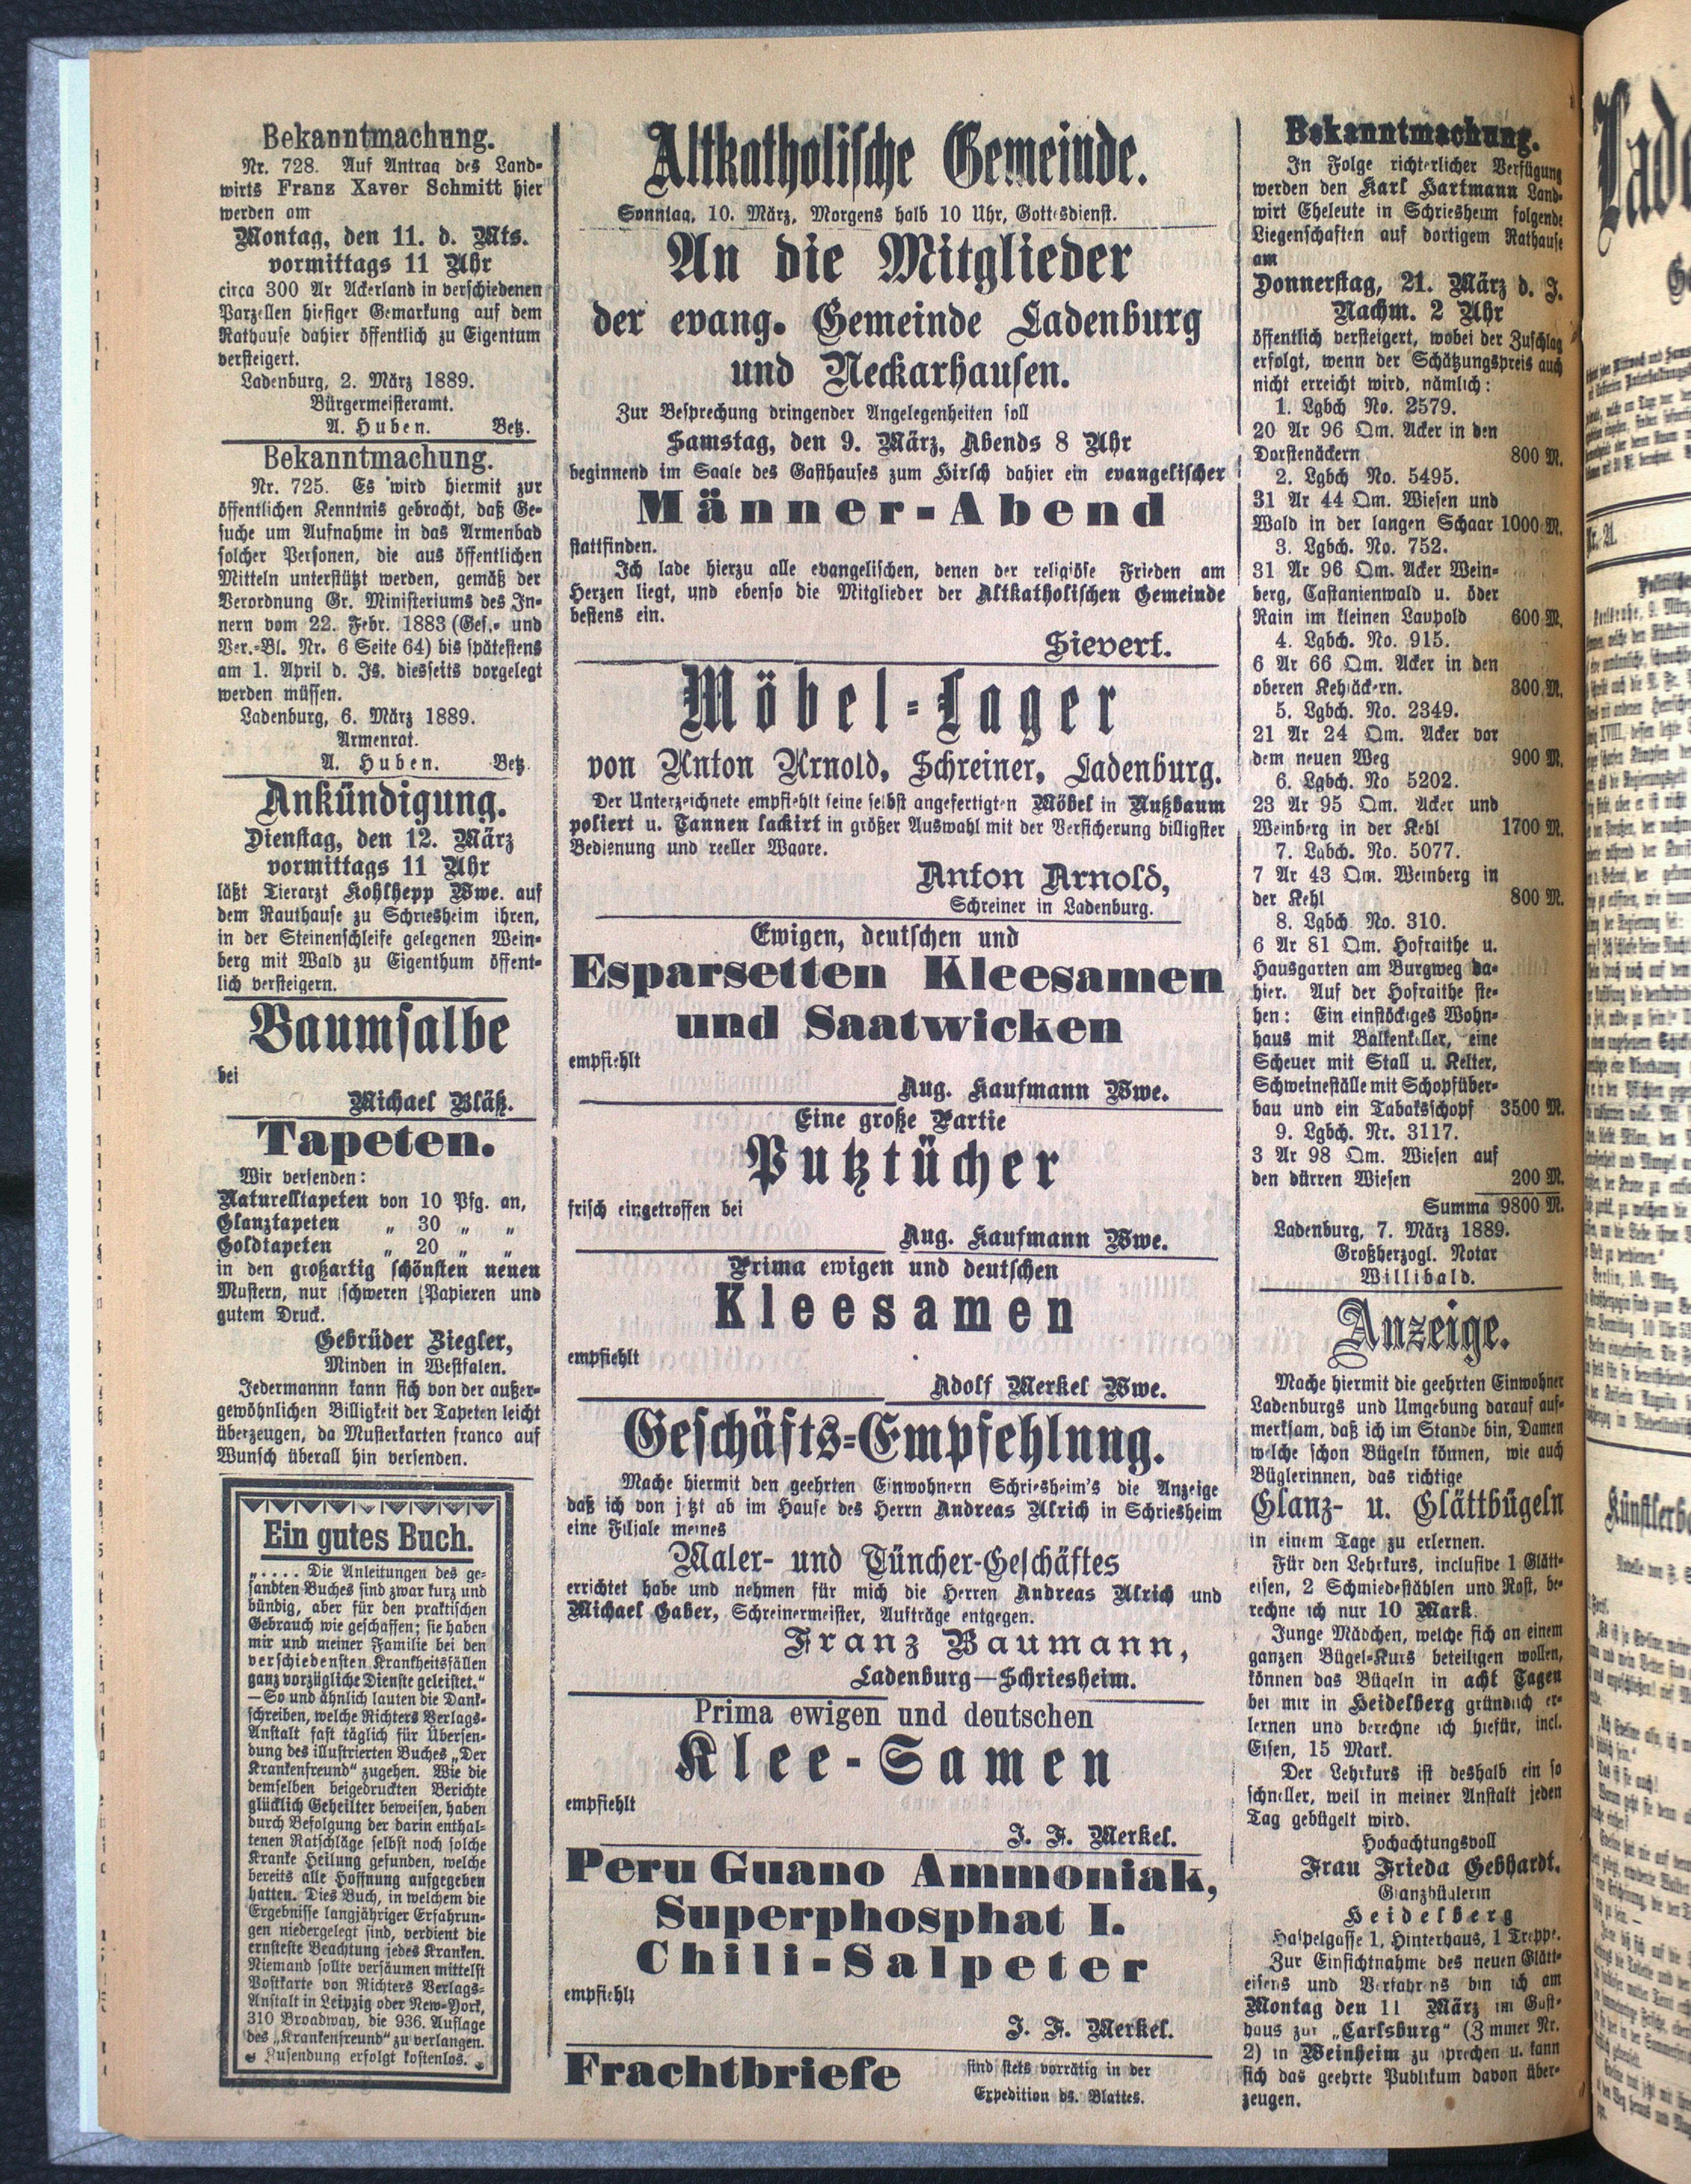 Bekanntmachung.
Nr. 728. Auf Antrag des Land-
wirts Franz Xaver Schmitt hier
werden am
Montag, den 11. d. Mts.
vormittags 11 Uhr
circa 300 Ar Ackerland in verschiedenen
Parzellen hiesiger Gemarkung auf dem
Rathause dahier öffentlich zu Eigentum
versteigert.
Ladenburg, 2. März 1889.
Bürgermeisteramt.
A. Huben. Betz.
Bekanntmachung.
Nr. 725. Es wird hiermit zur
öffentlichen Kenntnis gebracht, daß Ge-
suche um Aufnahme in das Armenbad
solcher Personen, die aus öffentlichen
Mitteln unterstützt werden, gemäß der
Verordnung Gr. Ministeriums des In-
nern vom 22. Febr. 1883 (Ges.- und
Ver.-Bl. Nr. 6 Seite 64) bis spätestens
am 1. April d. Js. diesseits vorgelegt
werden müssen.
Ladenburg, 6. März 1889.
Armenrat.
A. Huben. Betz.
Ankündigung.
Dienstag, den 12. März
vormittags 11 Uhr
läßt Tierarzt Kohlhepp Wwe. auf
dem Rauthause zu Schriesheim ihren,
in der Steinenschleife gelegenen Wein-
berg mit Wald zu Eigenthum öffent-
lich versteigern.
Baumsalbe
bei
Michael Bläß.
Tapeten.
Wir versenden:
Naturelltapeten von 10 Pfg. an,
Glanztapeten „ 30 „ „
Goldtapeten „ 20 „ „
in den großartig schönsten neuen
Mustern, nur schweren Papieren und
gutem Druck.
Gebrüder Ziegler,
Minden in Westfalen.
Jedermannn kann sich von der außer-
gewöhnlichen Billigkeit der Tapeten leicht
überzeugen, da Musterkarten franco auf
Wunsch überall hin versenden.
Ein gutes Buch.
„.... Die Anleitungen des ge-
sandten Buches sind zwar kurz und
bündig, aber für den praktischen
Gebrauch wie geschaffen; sie haben
mir und meiner Familie bei den
verschiedensten Krankheitsfällen
ganz vorzügliche Dienste geleistet.“
— So und ähnlich lauten die Dank-
schreiben, welche Richters Verlags-
Anstalt fast täglich für Übersen-
dung des illustrierten Buches „Der
Krankenfreund“ zugehen. Wie die
demselben beigedruckten Berichte
glücklich Geheilter beweisen, haben
durch Befolgung der darin enthal-
tenen Ratschläge selbst noch solche
Kranke Heilung gefunden, welche
bereits alle Hoffnung aufgegeben
hatten. Dies Buch, in welchem die
Ergebnisse langjähriger Erfahrun-
gen niedergelegt sind, verdient die
ernsteste Beachtung jedes Kranken.
Niemand sollte versäumen mittelst
Postkarte von Richters Verlags-
Anstalt in Leipzig oder New-York,
310 Broadway, die 936. Auflage
des „Krankenfreund“ zu verlangen.
Zusendung erfolgt kostenlos.
Altkatholische Gemeinde.
Sonntag, 10. März, Morgens halb 10 Uhr, Gottesdienst.
An die Mitglieder
der evang. Gemeinde Ladenburg
und Neckarhausen.
Zur Besprechung dringender Angelegenheiten soll
Samstag, den 9. März, Abends 8 Uhr
beginnend im Saale des Gasthauses zum Hirsch dahier ein evangelischer
Männer-Abend
stattfinden.
Ich lade hierzu alle evangelischen, denen der religiöse Frieden am
Herzen liegt, und ebenso die Mitglieder der Altkatholischen Gemeinde
bestens ein.
Sievert.
Möbel-Lager
von Anton Arnold, Schreiner, Ladenburg.
Der Unterzeichnete empfiehlt seine selbst angefertigten Möbel in Nußbaum
poliert u. Tannen lackirt in größer Auswahl mit der Versicherung billigster
Bedienung und reeller Waare.
Anton Arnold,
Schreiner in Ladenburg.
Ewigen, deutschen und
Esparsetten Kleesamen
und Saatwicken
empfiehlt
Aug. Kaufmann Wwe.
Eine große Partie
Putztücher
frisch eingetroffen bei
Aug. Kaufmann Wwe.
Prima ewigen und deutschen
Kleesamen
empfiehlt
Adolf Merkel Wwe.
Geschäfts-Empfehlung.
Mache hiermit den geehrten Einwohnern Schriesheim's die Anzeige
daß ich von jetzt ab im Hause des Herrn Andreas Ulrich in Schriesheim
eine Filiale meines
Maler- und Tüncher-Geschäftes
errichtet habe und nehmen für mich die Herren Andreas Ulrich und
Michael Gaber, Schreinermeister, Aufträge entgegen.
Franz Baumann,
Ladenburg—Schriesheim.
Prima ewigen und deutschen
Klee-Samen
empfiehlt
J. F. Merkel.
Peru Guano Ammoniak,
Superphosphat I.
Chili-Salpeter
empfiehlt
J. F. Merkel.
Frachtbriefe sind stets vorrätig in der
Expedition ds. Blattes.
Bekanntmachung.
In Folge richterlicher Verfügung
werden den Karl Hartmann Land-
wirt Eheleute in Schriesheim folgende
Liegenschaften auf dortigem Rathause
am
Donnerstag, 21. März d. J.
Nachm. 2 Uhr
öffentlich versteigert, wobei der Zuschlag
erfolgt, wenn der Schätzungspreis auch
nicht erreicht wird, nämlich:
1. Lgbch No. 2579.
20 Ar 96 Qm. Acker in den
Dorstenäckern 800 M.
2. Lgbch No. 5495.
31 Ar 44 Qm. Wiesen und
Wald in der langen Schaar 1000 M.
3. Lgbch. No. 752.
31 Ar 96 Qm. Acker Wein-
berg, Castanienwald u. öder
Rain im kleinen Laupold 600 M.
4. Lgbch. No. 915.
6 Ar 66 Qm. Acker in den
oberen Kehläckern. 300 M.
5. Lgbch. No. 2349.
21 Ar 24 Qm. Acker vor
dem neuen Weg 900 M.
6. Lgbch. No 5202.
23 Ar 95 Qm. Acker und
Weinberg in der Kehl 1700 M.
7. Lgbch. No. 5077.
7 Ar 43 Qm. Weinberg in
der Kehl 800 M.
8. Lgbch No. 310.
6 Ar 81 Qm. Hofraithe u.
Hausgarten am Burgweg da-
hier. Auf der Hofraithe ste-
hen: Ein einstöckiges Wohn-
haus mit Balkenkeller, eine
Scheuer mit Stall u. Kelter,
Schweineställe mit Schopfüber-
bau und ein Tabaksschopf 3500 M.
9. Lgbch. Nr. 3117.
3 Ar 98 Qm. Wiesen auf
den dürren Wiesen 200 M.
Summa 9800 M.
Ladenburg, 7. März 1889.
Großherzogl. Notar
Willibald.
Anzeige.
Mache hiermit die geehrten Einwohner
Ladenburgs und Umgebung darauf auf-
merksam, daß ich im Stande bin, Damen
welche schon Bügeln können, wie auch
Büglerinnen, das richtige
Glanz- u. Glättbügeln
in einem Tage zu erlernen.
Für den Lehrkurs, inclusive 1 Glätt-
eisen, 2 Schmiedestählen und Rost, be-
rechne ich nur 10 Mark.
Junge Mädchen, welche sich an einem
ganzen Bügel-Kurs beteiligen wollen,
können das Bügeln in acht Tagen
bei mir in Heidelberg gründlich er-
lernen und berechne ich hiefür, incl.
Eisen, 15 Mark.
Der Lehrkurs ist deshalb ein so
schneller, weil in meiner Anstalt jeden
Tag gebügelt wird.
Hochachtungsvoll
Frau Frieda Gebhardt.
Glanzbüglerin
Heidelberg
Haspelgasse 1, Hinterhaus, 1 Treppe.
Zur Einsichtnahme des neuen Glätt-
eisens und Verfahrens bin ich am
Montag den 11 März im Gast-
haus zur „Carlsburg“ (Zimmer Nr.
2) in Weinheim zu sprechen u. kann
sich das geehrte Publikum davon über-
zeugen.